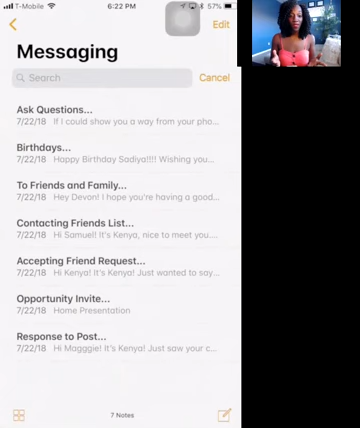 T-Mobile 6:22 PM 57%
Edit
Messaging
Search Cancel
Ask Questions...
7/22/18 If I could show you a way from your pho...
Birthdays...
7/22/18 Happy Birthday Sadiya!!!! Wishing you...
To Friends and Family...
7/22/18 Hey Devon! I hope you're having a good...
Contacting Friends List...
7/22/18 Hi Samuel! It's Kenya, nice to meet you....
Accepting Friend Request...
7/22/18 Hi Kenya! It's Kenya! Just wanted to say...
Opportunity Invite...
7/22/18 Home Presentation
Response to Post...
7/22/18 Hi Magggie! It's Kenya! Just saw your c...
7 Notes